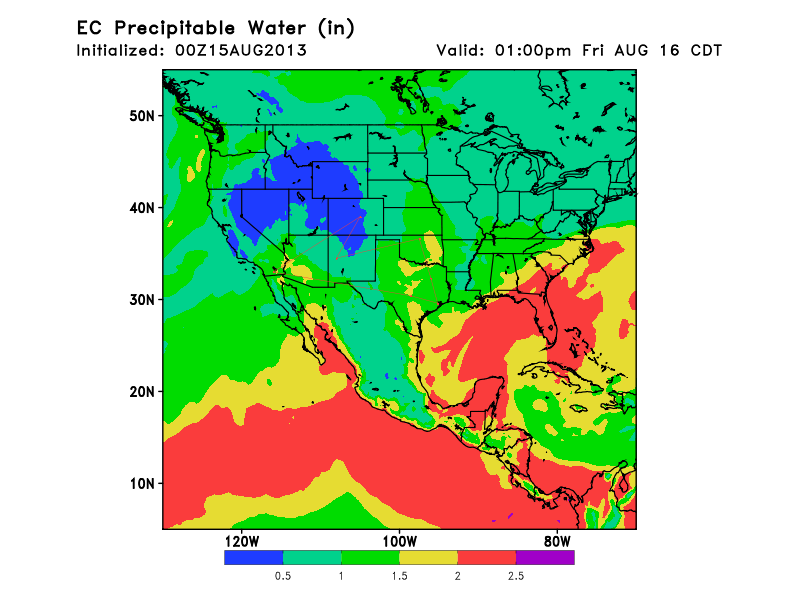 EC Precipitable Water (in)
Initialized: 00Z15AUG2013 Valid: 01:00pm Fri AUG 16 CDT
50N
40N
30N
20N
10N
120W 100W 80W
0.5 1 1.5 2 2.5